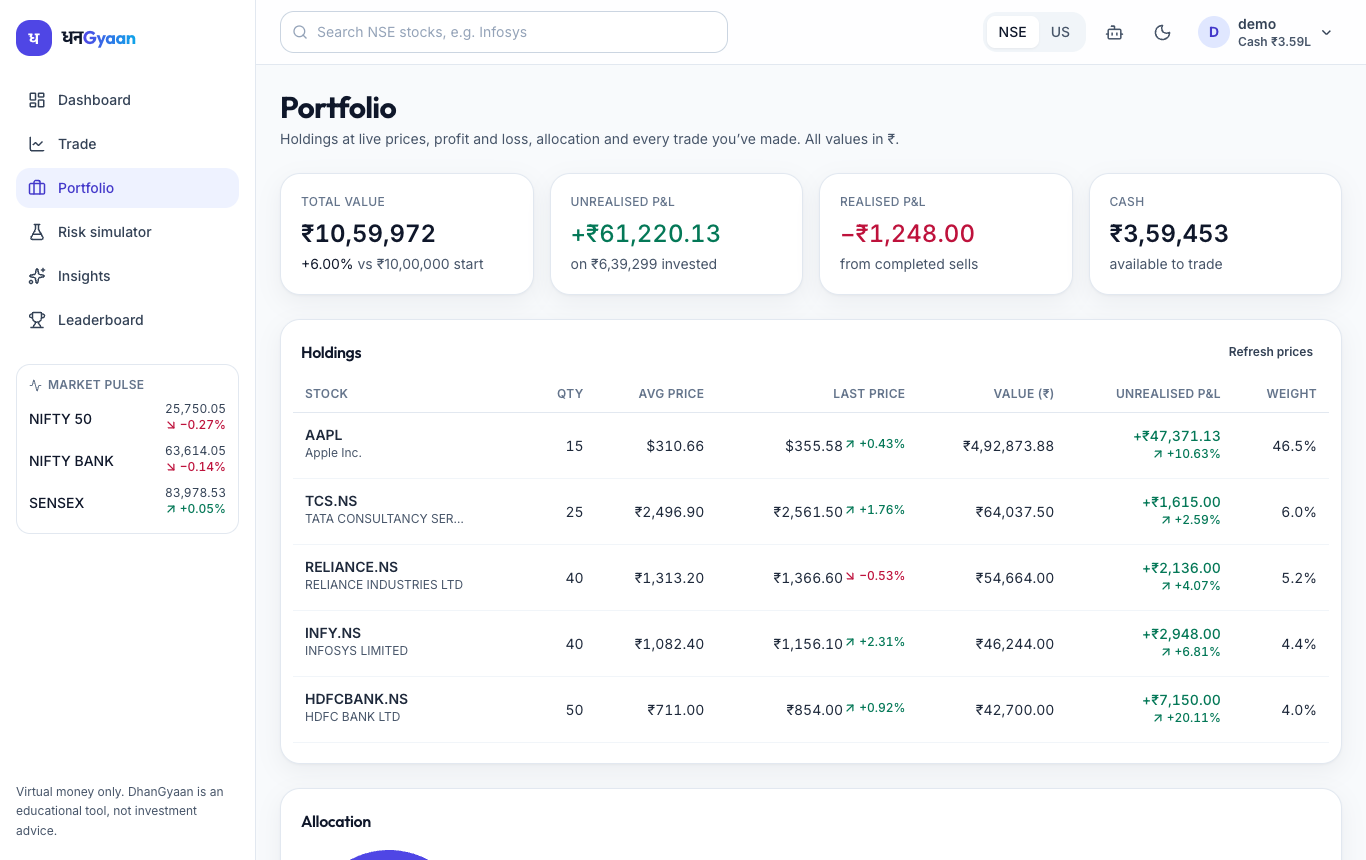 ध धनGyaan
Search NSE stocks, e.g. Infosys
NSE US
D demo
Cash ₹3.59L
Dashboard
Trade
Portfolio
Risk simulator
Insights
Leaderboard
MARKET PULSE
NIFTY 50 25,750.05
↘ −0.27%
NIFTY BANK 63,614.05
↘ −0.14%
SENSEX 83,978.53
↗ +0.05%
Virtual money only. DhanGyaan is an
educational tool, not investment
advice.
Portfolio
Holdings at live prices, profit and loss, allocation and every trade you’ve made. All values in ₹.
TOTAL VALUE
₹10,59,972
+6.00% vs ₹10,00,000 start
UNREALISED P&L
+₹61,220.13
on ₹6,39,299 invested
REALISED P&L
−₹1,248.00
from completed sells
CASH
₹3,59,453
available to trade
Holdings Refresh prices
STOCK QTY AVG PRICE LAST PRICE VALUE (₹) UNREALISED P&L WEIGHT
AAPL 15 $310.66 $355.58 ↗ +0.43% ₹4,92,873.88 +₹47,371.13 46.5%
Apple Inc. ↗ +10.63%
TCS.NS 25 ₹2,496.90 ₹2,561.50 ↗ +1.76% ₹64,037.50 +₹1,615.00 6.0%
TATA CONSULTANCY SER... ↗ +2.59%
RELIANCE.NS 40 ₹1,313.20 ₹1,366.60 ↘ −0.53% ₹54,664.00 +₹2,136.00 5.2%
RELIANCE INDUSTRIES LTD ↗ +4.07%
INFY.NS 40 ₹1,082.40 ₹1,156.10 ↗ +2.31% ₹46,244.00 +₹2,948.00 4.4%
INFOSYS LIMITED ↗ +6.81%
HDFCBANK.NS 50 ₹711.00 ₹854.00 ↗ +0.92% ₹42,700.00 +₹7,150.00 4.0%
HDFC BANK LTD ↗ +20.11%
Allocation